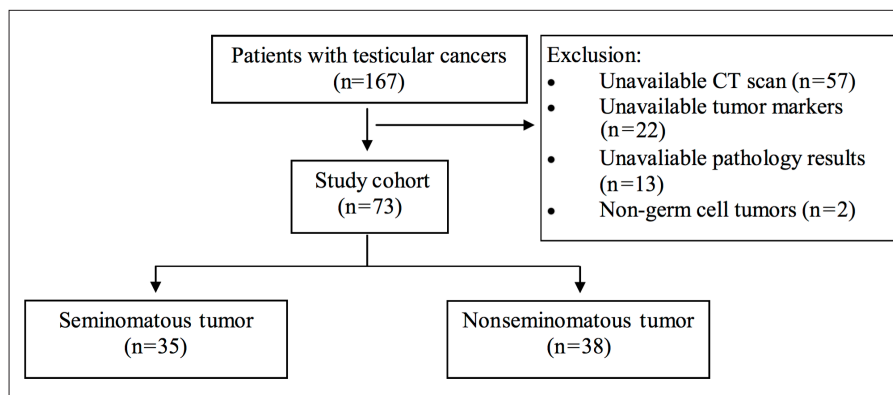 Patients with testicular cancers
(n=167)
Exclusion:
• Unavailable CT scan (n=57)
• Unavailable tumor markers
(n=22)
• Unavaliable pathology results
(n=13)
• Non-germ cell tumors (n=2)
Study cohort
(n=73)
Seminomatous tumor
(n=35)
Nonseminomatous tumor
(n=38)